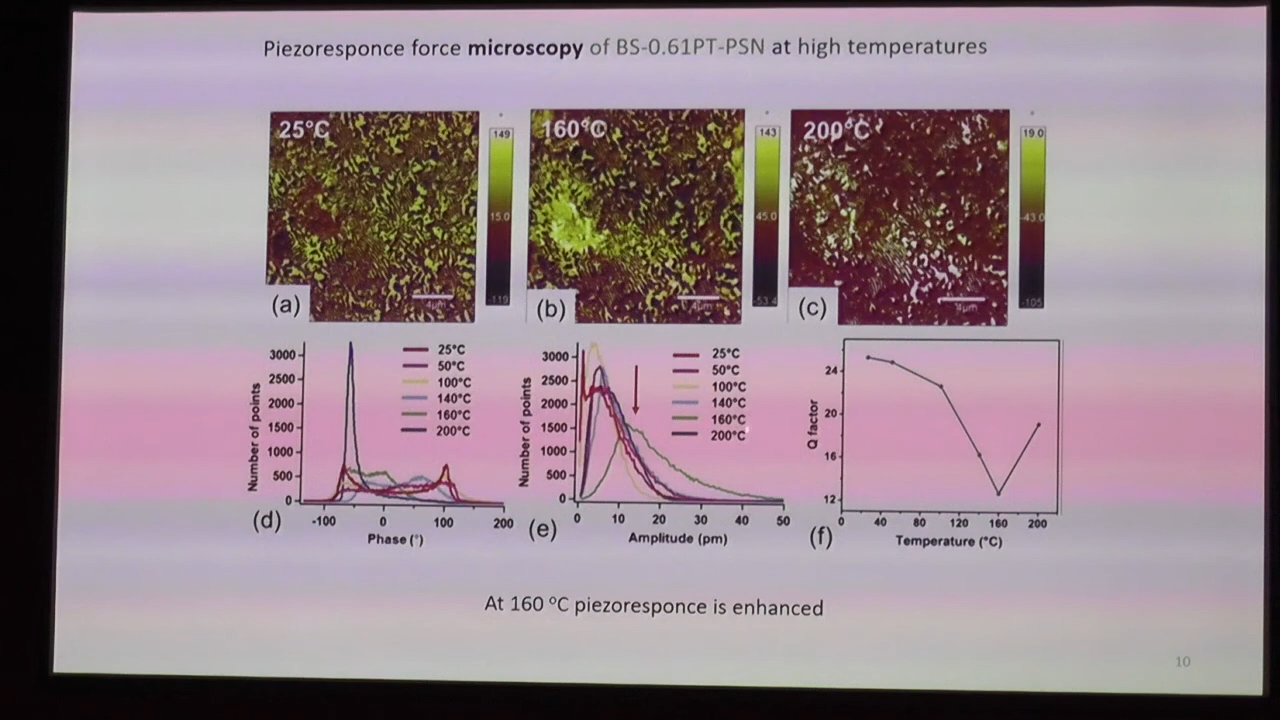 Piezoresponce force microscopy of BS-0.61PT-PSN at high temperatures
25°C
149
15.0
-119
4µm
(a)
160°C
143
45.0
-53.4
4µm
(b)
200°C
19.0
-43.0
-105
4µm
(c)
Number of points
3000
2500
2000
1500
1000
500
0
25°C
50°C
100°C
140°C
160°C
200°C
-100 0 100 200
Phase (°)
(d)
Number of points
3000
2500
2000
1500
1000
500
0
25°C
50°C
100°C
140°C
160°C
200°C
0 10 20 30 40 50
Amplitude (pm)
(e)
Q factor
24
20
16
12
0 40 80 120 160 200
Temperature (°C)
(f)
At 160 °C piezoresponce is enhanced
10